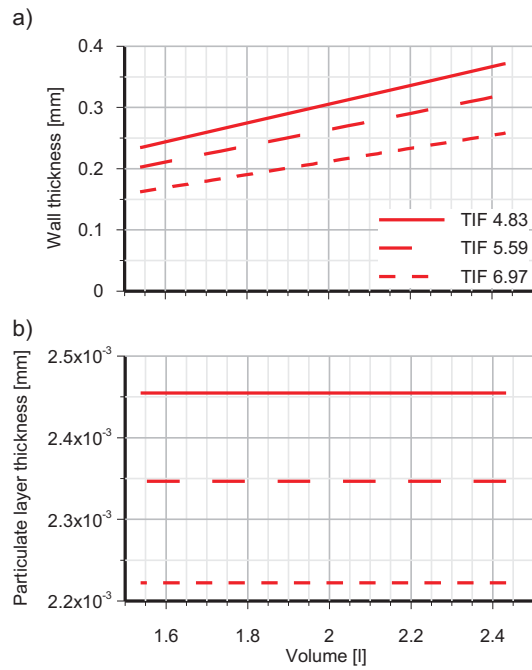 a)
Wall thickness [mm]
0.4
0.3
0.2
0.1
0
TIF 4.83
TIF 5.59
TIF 6.97
b)
Particulate layer thickness [mm]
2.5x10⁻³
2.4x10⁻³
2.3x10⁻³
2.2x10⁻³
1.6 1.8 2 2.2 2.4
Volume [l]